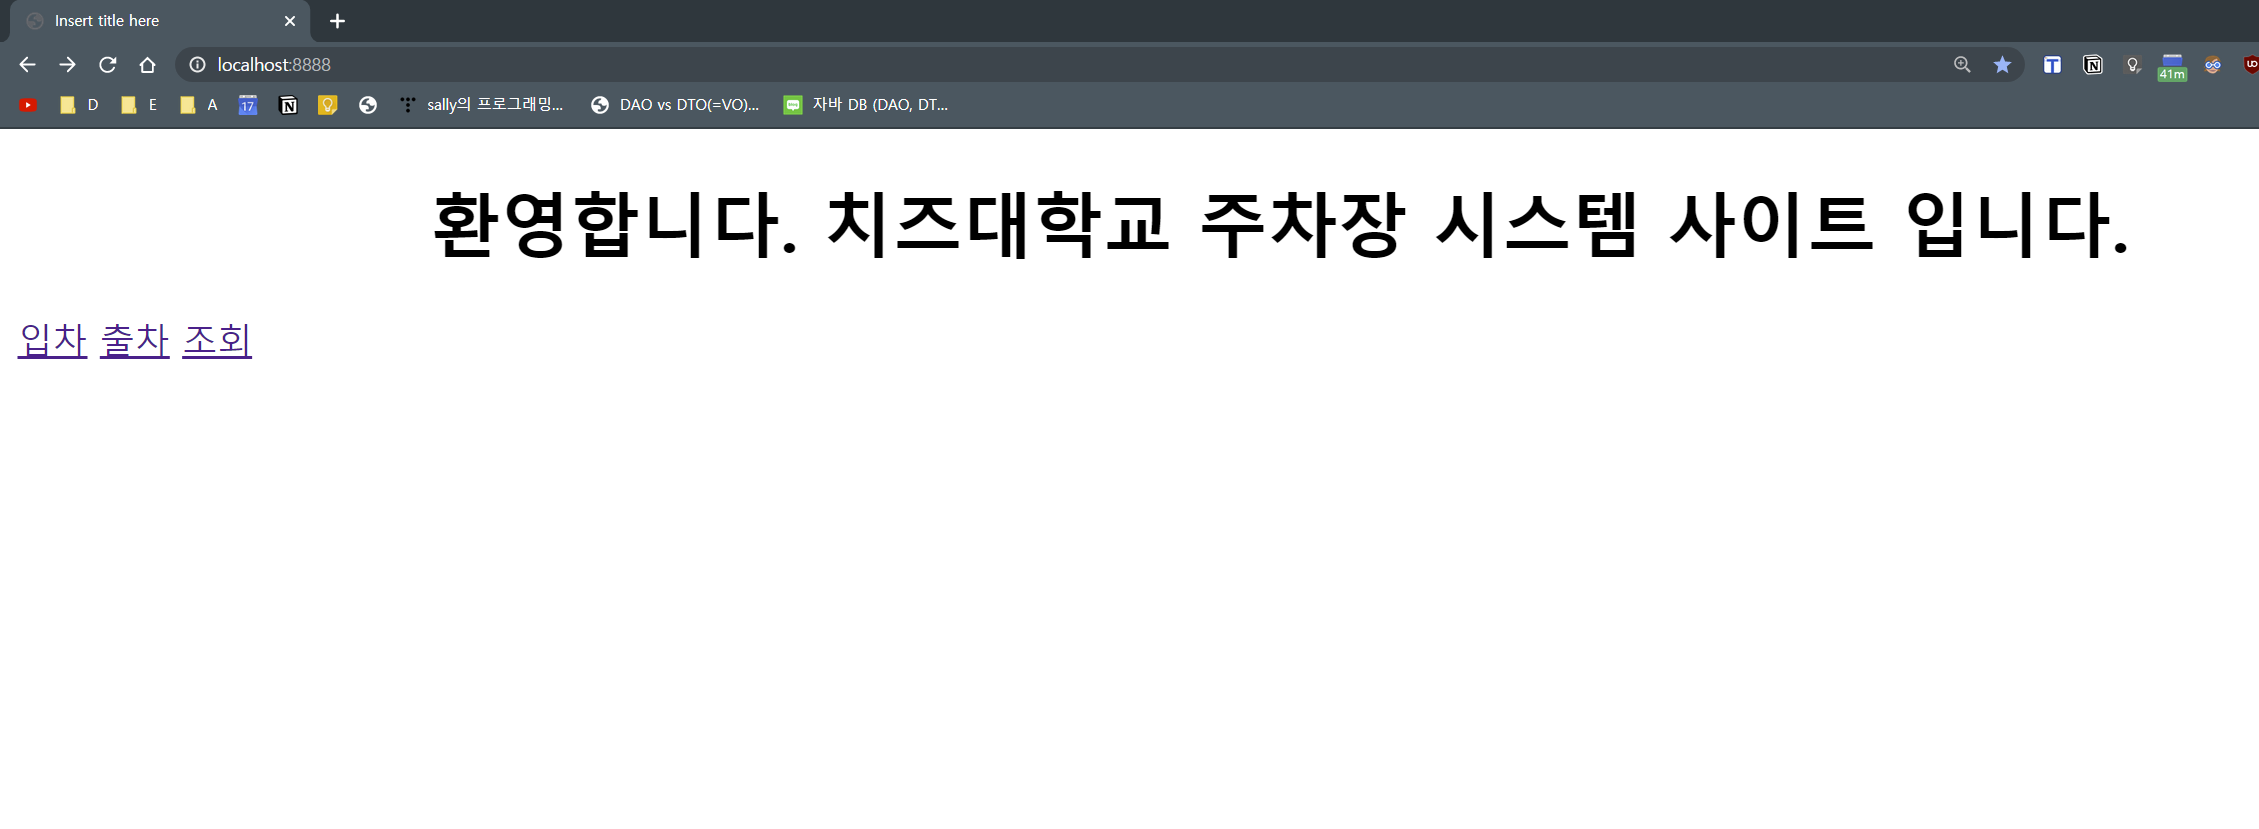 Insert title here
localhost:8888
41m
D E A 17 sally의 프로그래밍... DAO vs DTO(=VO)... 자바 DB (DAO, DT...
환영합니다. 치즈대학교 주차장 시스템 사이트 입니다.
입차 출차 조회